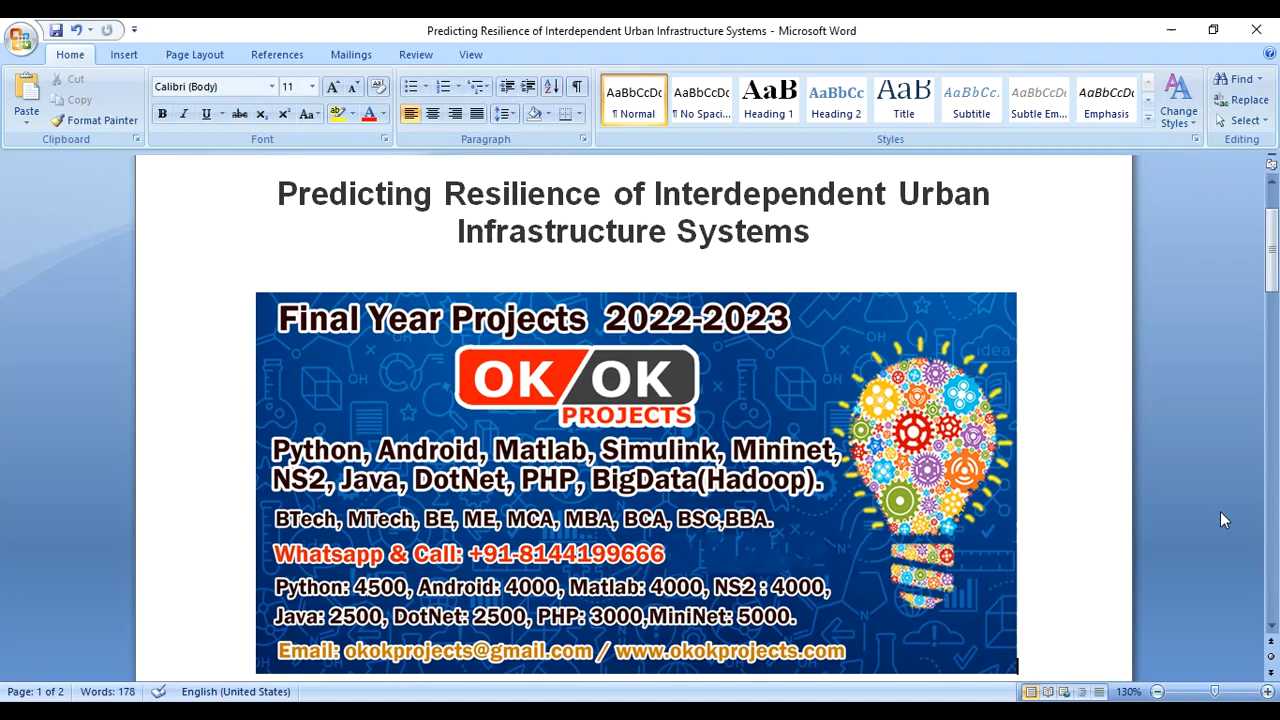 Predicting Resilience of Interdependent Urban Infrastructure Systems - Microsoft Word
Home Insert Page Layout References Mailings Review View
Paste
Cut
Copy
Format Painter
Clipboard
Calibri (Body) 11
Font
Paragraph
AaBbCcDc AaBbCcDc AaB AaBbCc AaB AaBbCc. AaBbCcDc AaBbCcDc
¶ Normal ¶ No Spaci... Heading 1 Heading 2 Title Subtitle Subtle Em... Emphasis
Change Styles
Styles
Find
Replace
Select
Editing
Predicting Resilience of Interdependent Urban
Infrastructure Systems
Final Year Projects 2022-2023
OK OK
PROJECTS
Python, Android, Matlab, Simulink, Mininet,
NS2, Java, DotNet, PHP, BigData(Hadoop).
BTech, MTech, BE, ME, MCA, MBA, BCA, BSC,BBA.
Whatsapp & Call: +91-8144199666
Python: 4500, Android: 4000, Matlab: 4000, NS2 : 4000,
Java: 2500, DotNet: 2500, PHP: 3000,MiniNet: 5000.
Email: okokprojects@gmail.com / www.okokprojects.com
Page: 1 of 2 Words: 178 English (United States) 130%